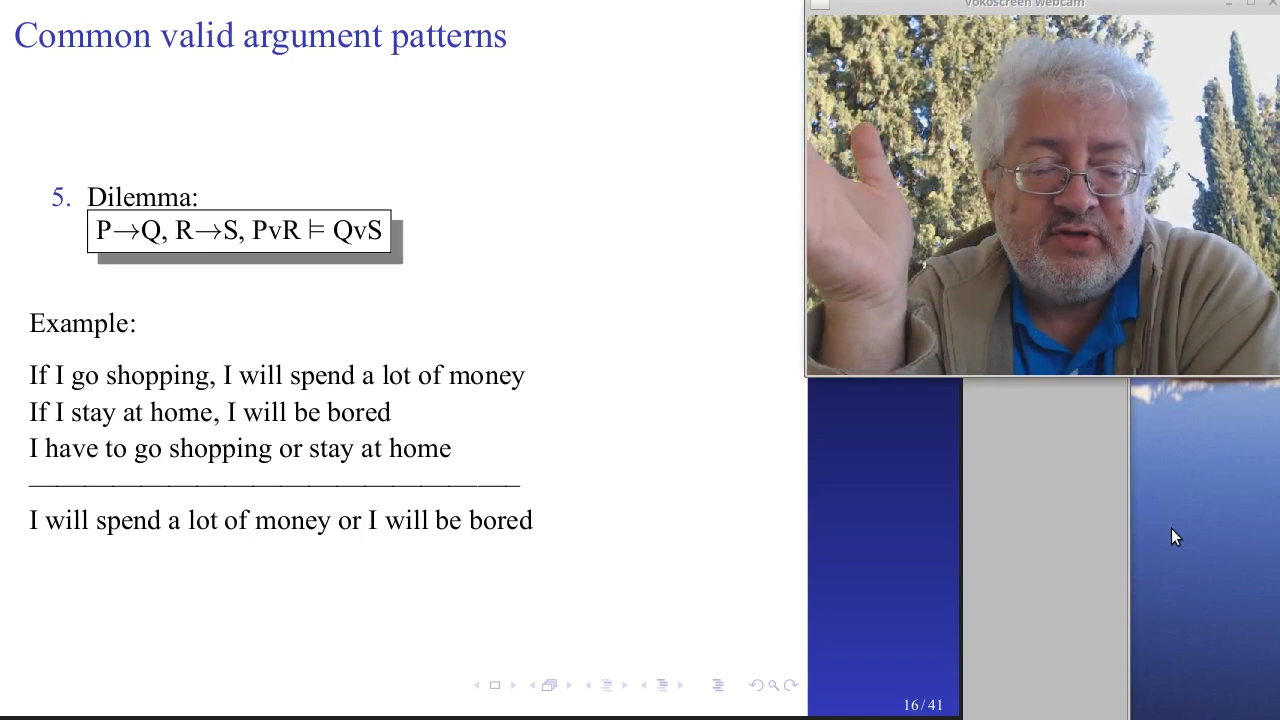 Common valid argument patterns
vokoscreen webcam
5. Dilemma:
P→Q, R→S, PvR ⊨ QvS
Example:
If I go shopping, I will spend a lot of money
If I stay at home, I will be bored
I have to go shopping or stay at home
I will spend a lot of money or I will be bored
16/41